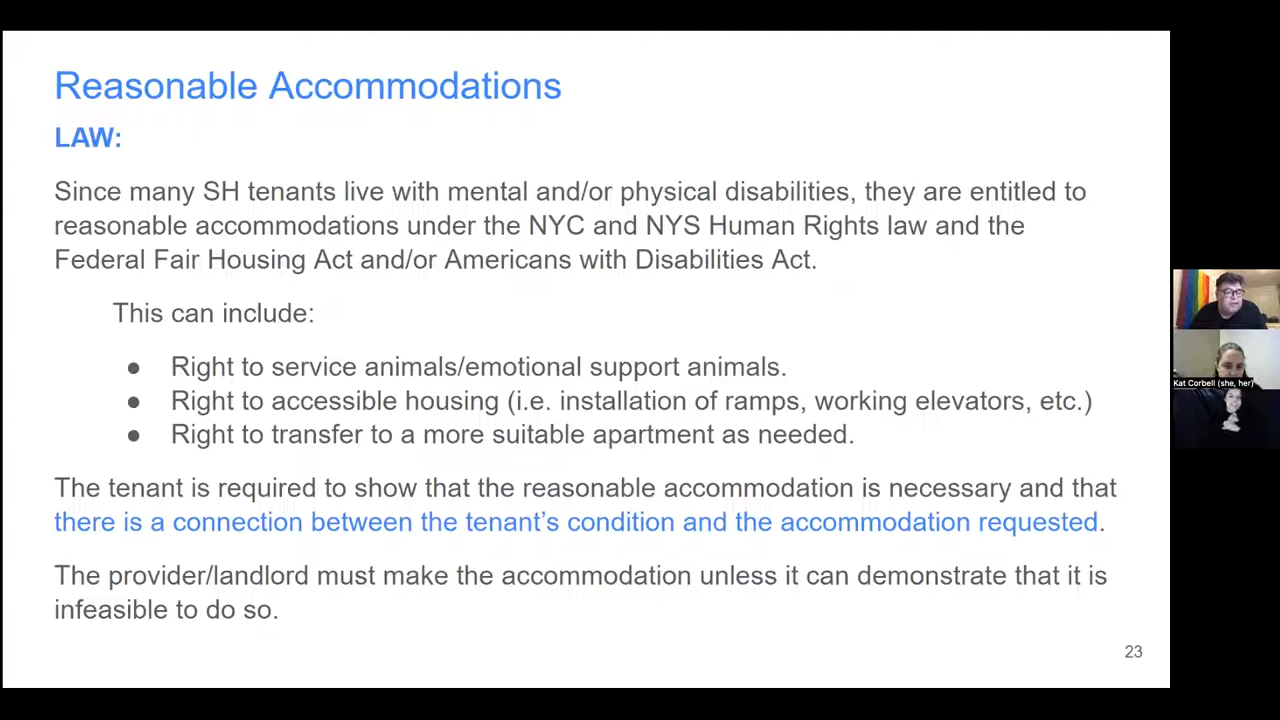 Reasonable Accommodations
LAW:
Since many SH tenants live with mental and/or physical disabilities, they are entitled to
reasonable accommodations under the NYC and NYS Human Rights law and the
Federal Fair Housing Act and/or Americans with Disabilities Act.
This can include:
● Right to service animals/emotional support animals.
● Right to accessible housing (i.e. installation of ramps, working elevators, etc.)
● Right to transfer to a more suitable apartment as needed.
The tenant is required to show that the reasonable accommodation is necessary and that
there is a connection between the tenant’s condition and the accommodation requested.
The provider/landlord must make the accommodation unless it can demonstrate that it is
infeasible to do so.
23
Kat Corbell (she, her)